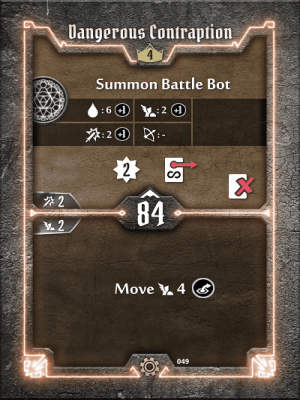 Dangerous Contraption
4
Summon Battle Bot
: 6 +1 : 2 +1
: 2 +1 : -
2 S X
2
84
2
Move 4
049